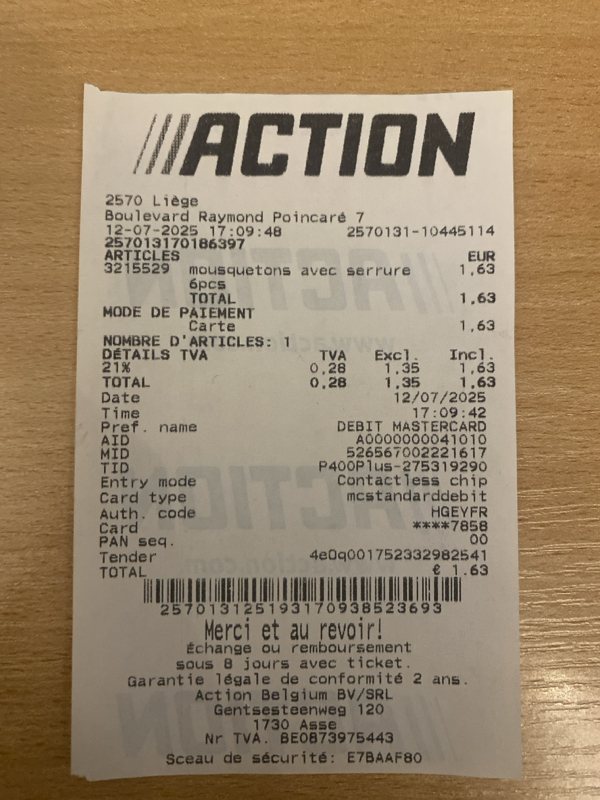 ACTION
2570 Liège
Boulevard Raymond Poincaré 7
12-07-2025 17:09:48 2570131-10445114
257013170186397
ARTICLES EUR
3215529 mousquetons avec serrure 1,63
6pcs
TOTAL 1,63
MODE DE PAIEMENT
Carte 1,63
NOMBRE D'ARTICLES: 1
DÉTAILS TVA TVA Excl. Incl.
21% 0,28 1,35 1,63
TOTAL 0,28 1,35 1,63
Date 12/07/2025
Time 17:09:42
Pref. name DEBIT MASTERCARD
AID A0000000041010
MID 526567002221617
TID P400Plus-275319290
Entry mode Contactless chip
Card type mcstandarddebit
Auth. code HGEYFR
Card ****7858
PAN seq. 00
Tender 4e0q001752332982541
TOTAL € 1.63
257013125193170938523693
Merci et au revoir!
Échange ou remboursement
sous 8 jours avec ticket.
Garantie légale de conformité 2 ans.
Action Belgium BV/SRL
Gentsesteenweg 120
1730 Asse
Nr TVA. BE0873975443
Sceau de sécurité: E7BAAF80